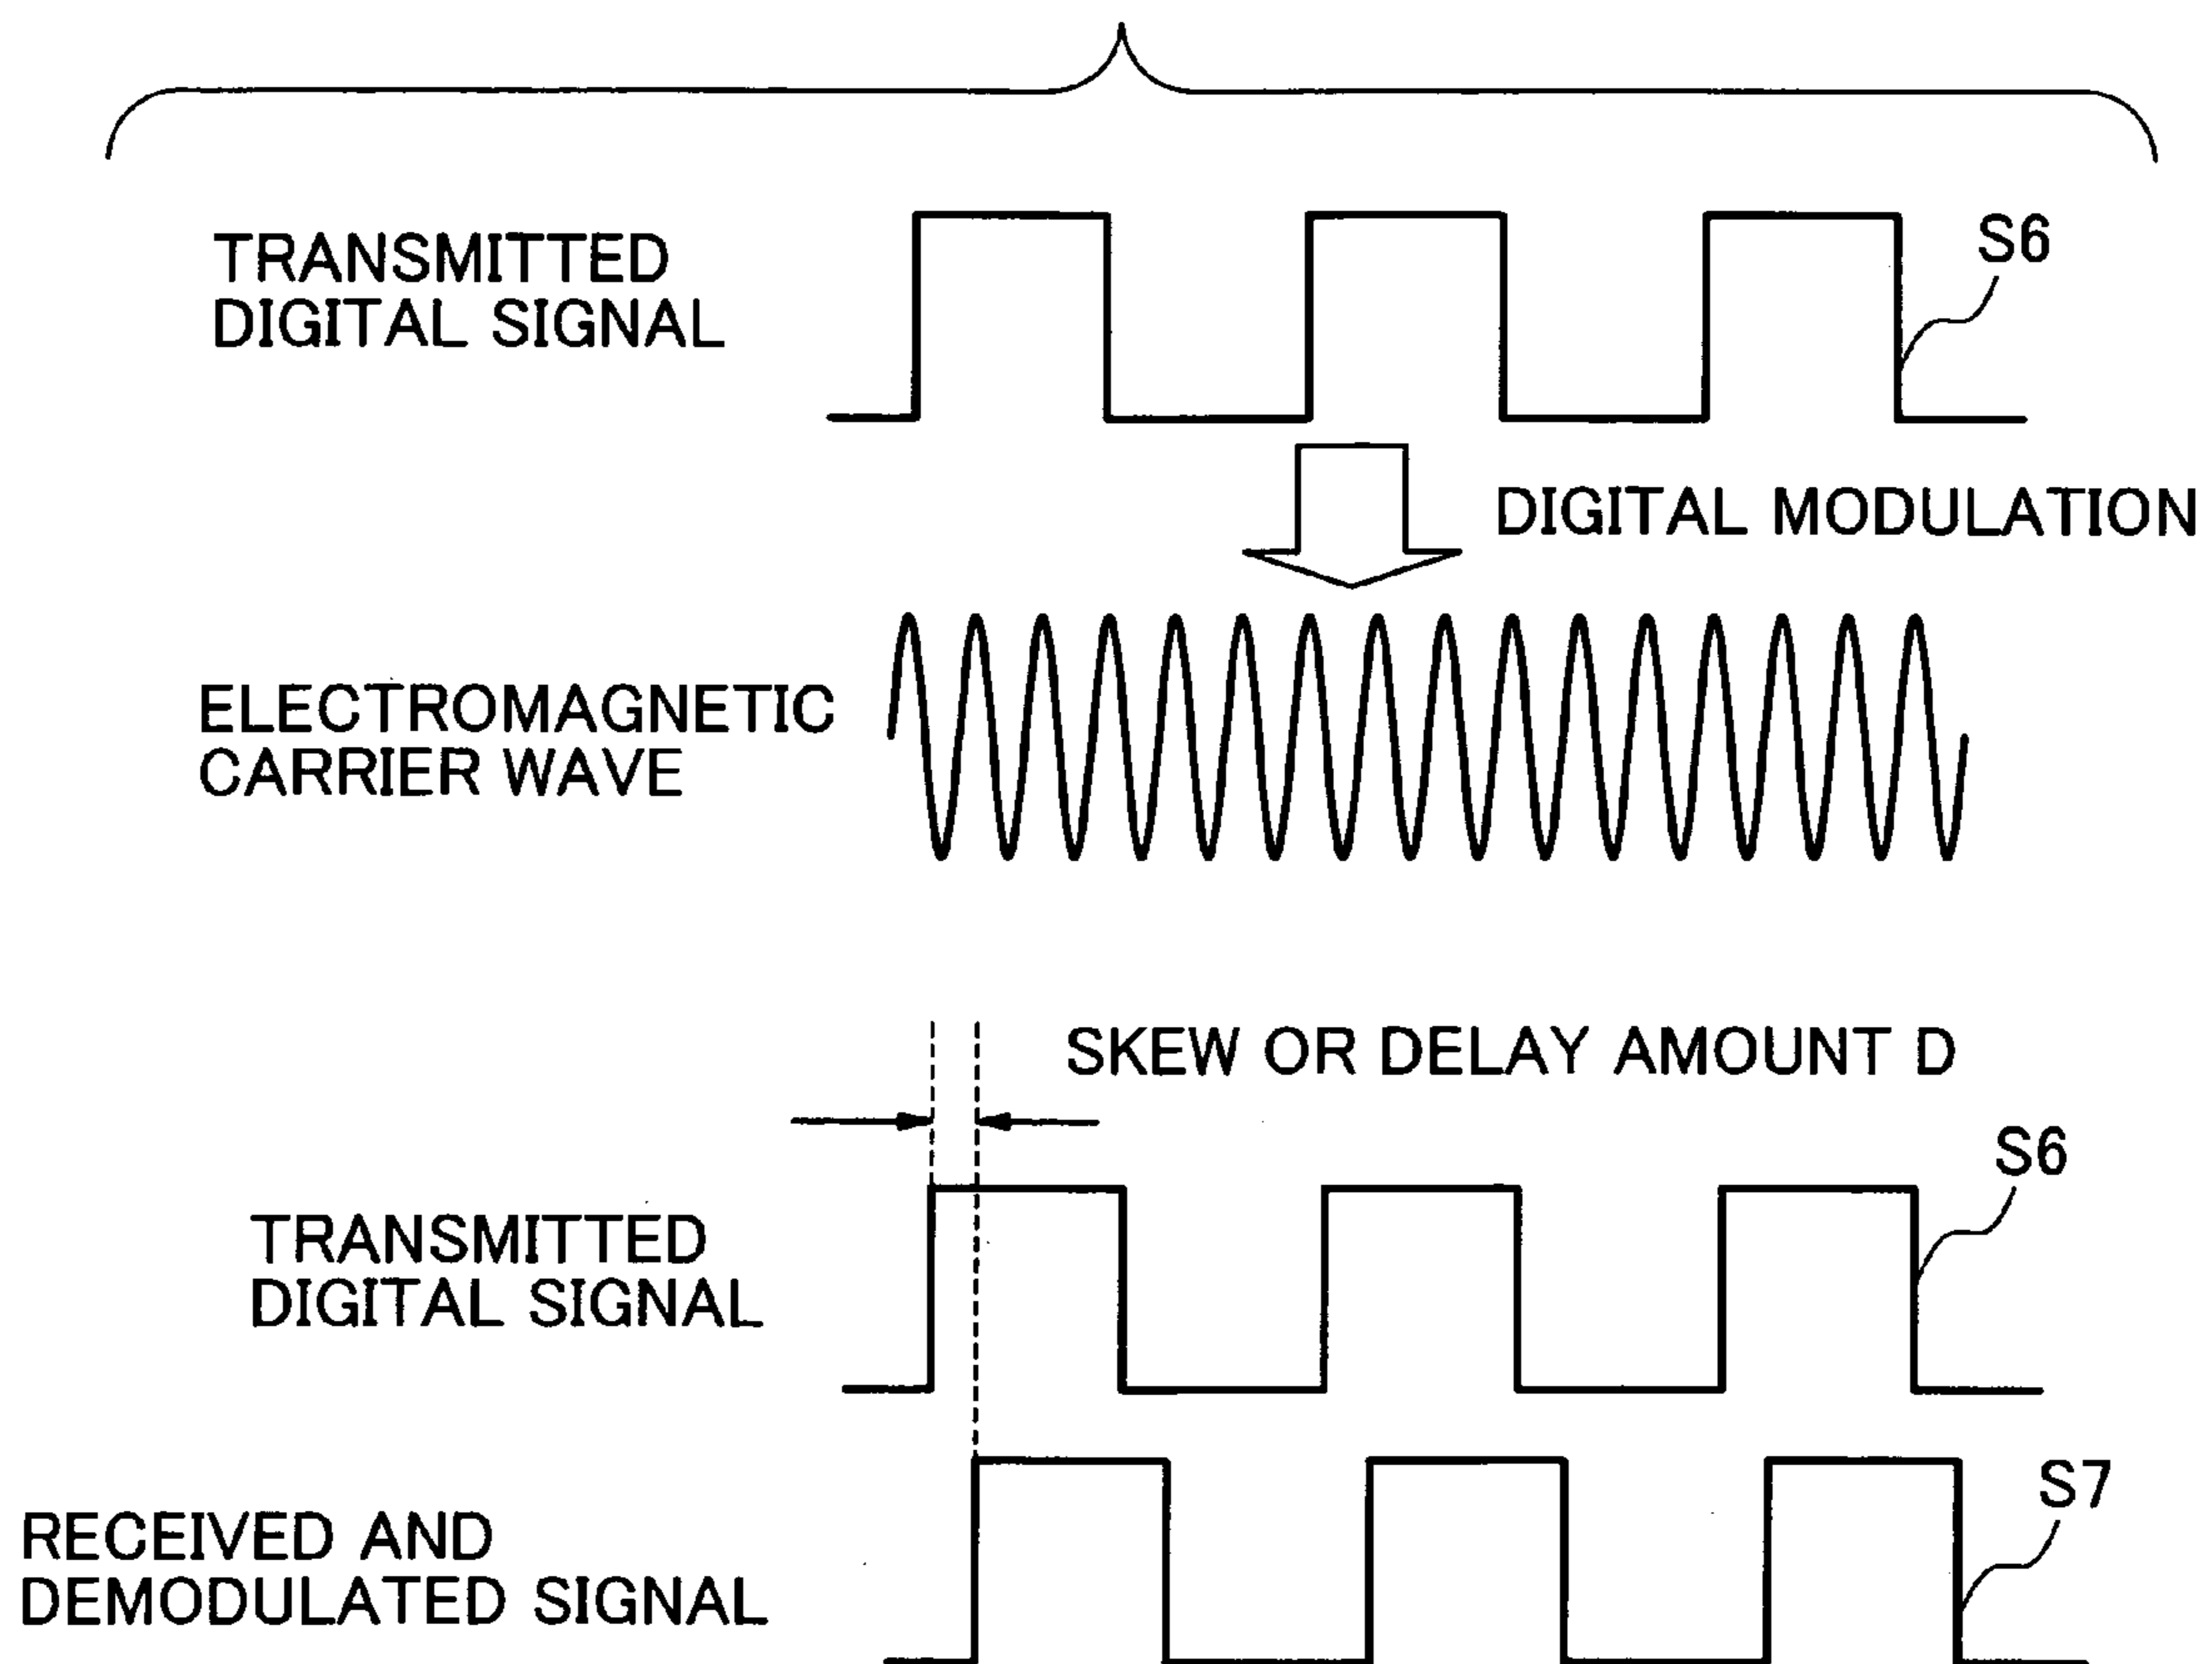 TRANSMITTED
DIGITAL SIGNAL
S6
DIGITAL MODULATION
ELECTROMAGNETIC
CARRIER WAVE
SKEW OR DELAY AMOUNT D
TRANSMITTED
DIGITAL SIGNAL
S6
RECEIVED AND
DEMODULATED SIGNAL
S7